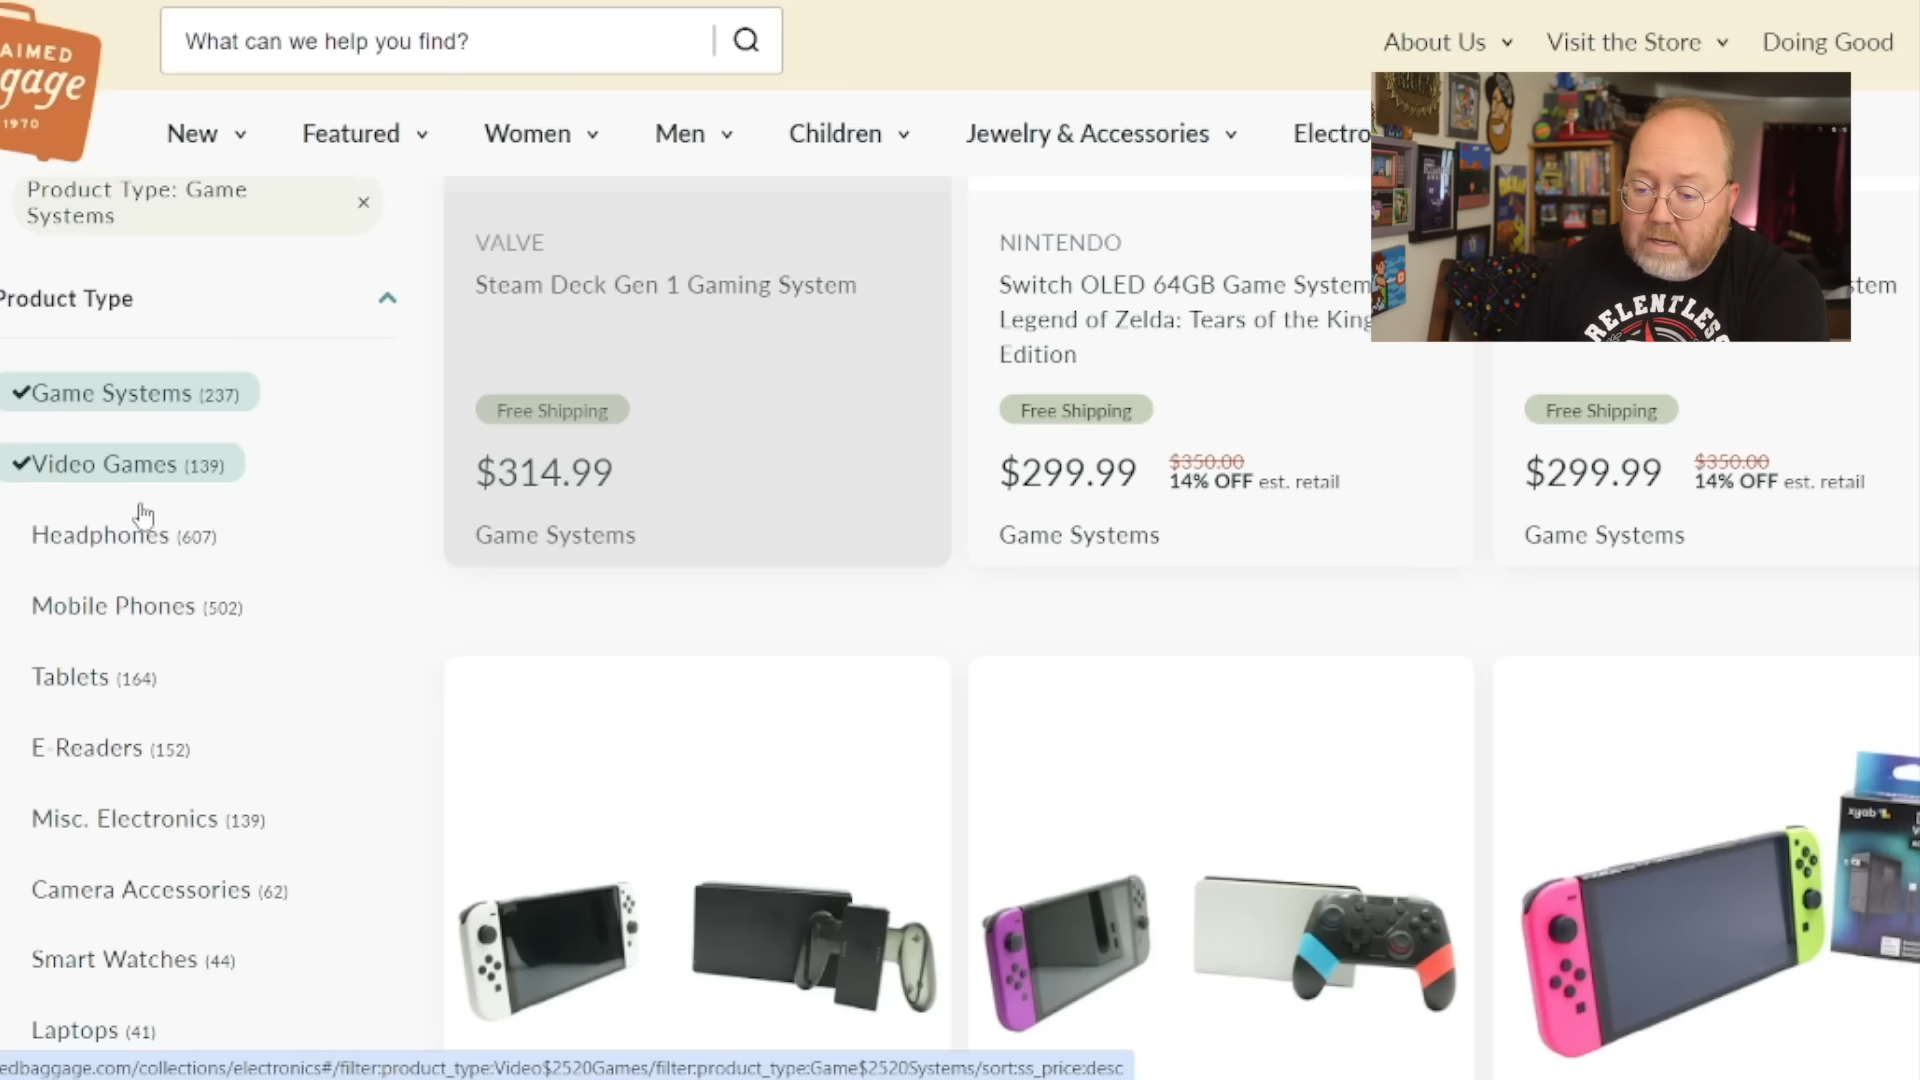 AIMED
gage
1970
What can we help you find?
About Us
Visit the Store
Doing Good
New
Featured
Women
Men
Children
Jewelry & Accessories
Electro
Product Type: Game
Systems
Product Type
Game Systems (237)
Video Games (139)
Headphones (607)
Mobile Phones (502)
Tablets (164)
E-Readers (152)
Misc. Electronics (139)
Camera Accessories (62)
Smart Watches (44)
Laptops (41)
VALVE
Steam Deck Gen 1 Gaming System
Free Shipping
$314.99
Game Systems
NINTENDO
Switch OLED 64GB Game System
Legend of Zelda: Tears of the King
Edition
Free Shipping
$299.99
$350.00
14% OFF est. retail
Game Systems
stem
Free Shipping
$299.99
$350.00
14% OFF est. retail
Game Systems
RELENTLESS
xyab
edbaggage.com/collections/electronics#/filter:product_type:Video$2520Games/filter:product_type:Game$2520Systems/sort:ss_price:desc